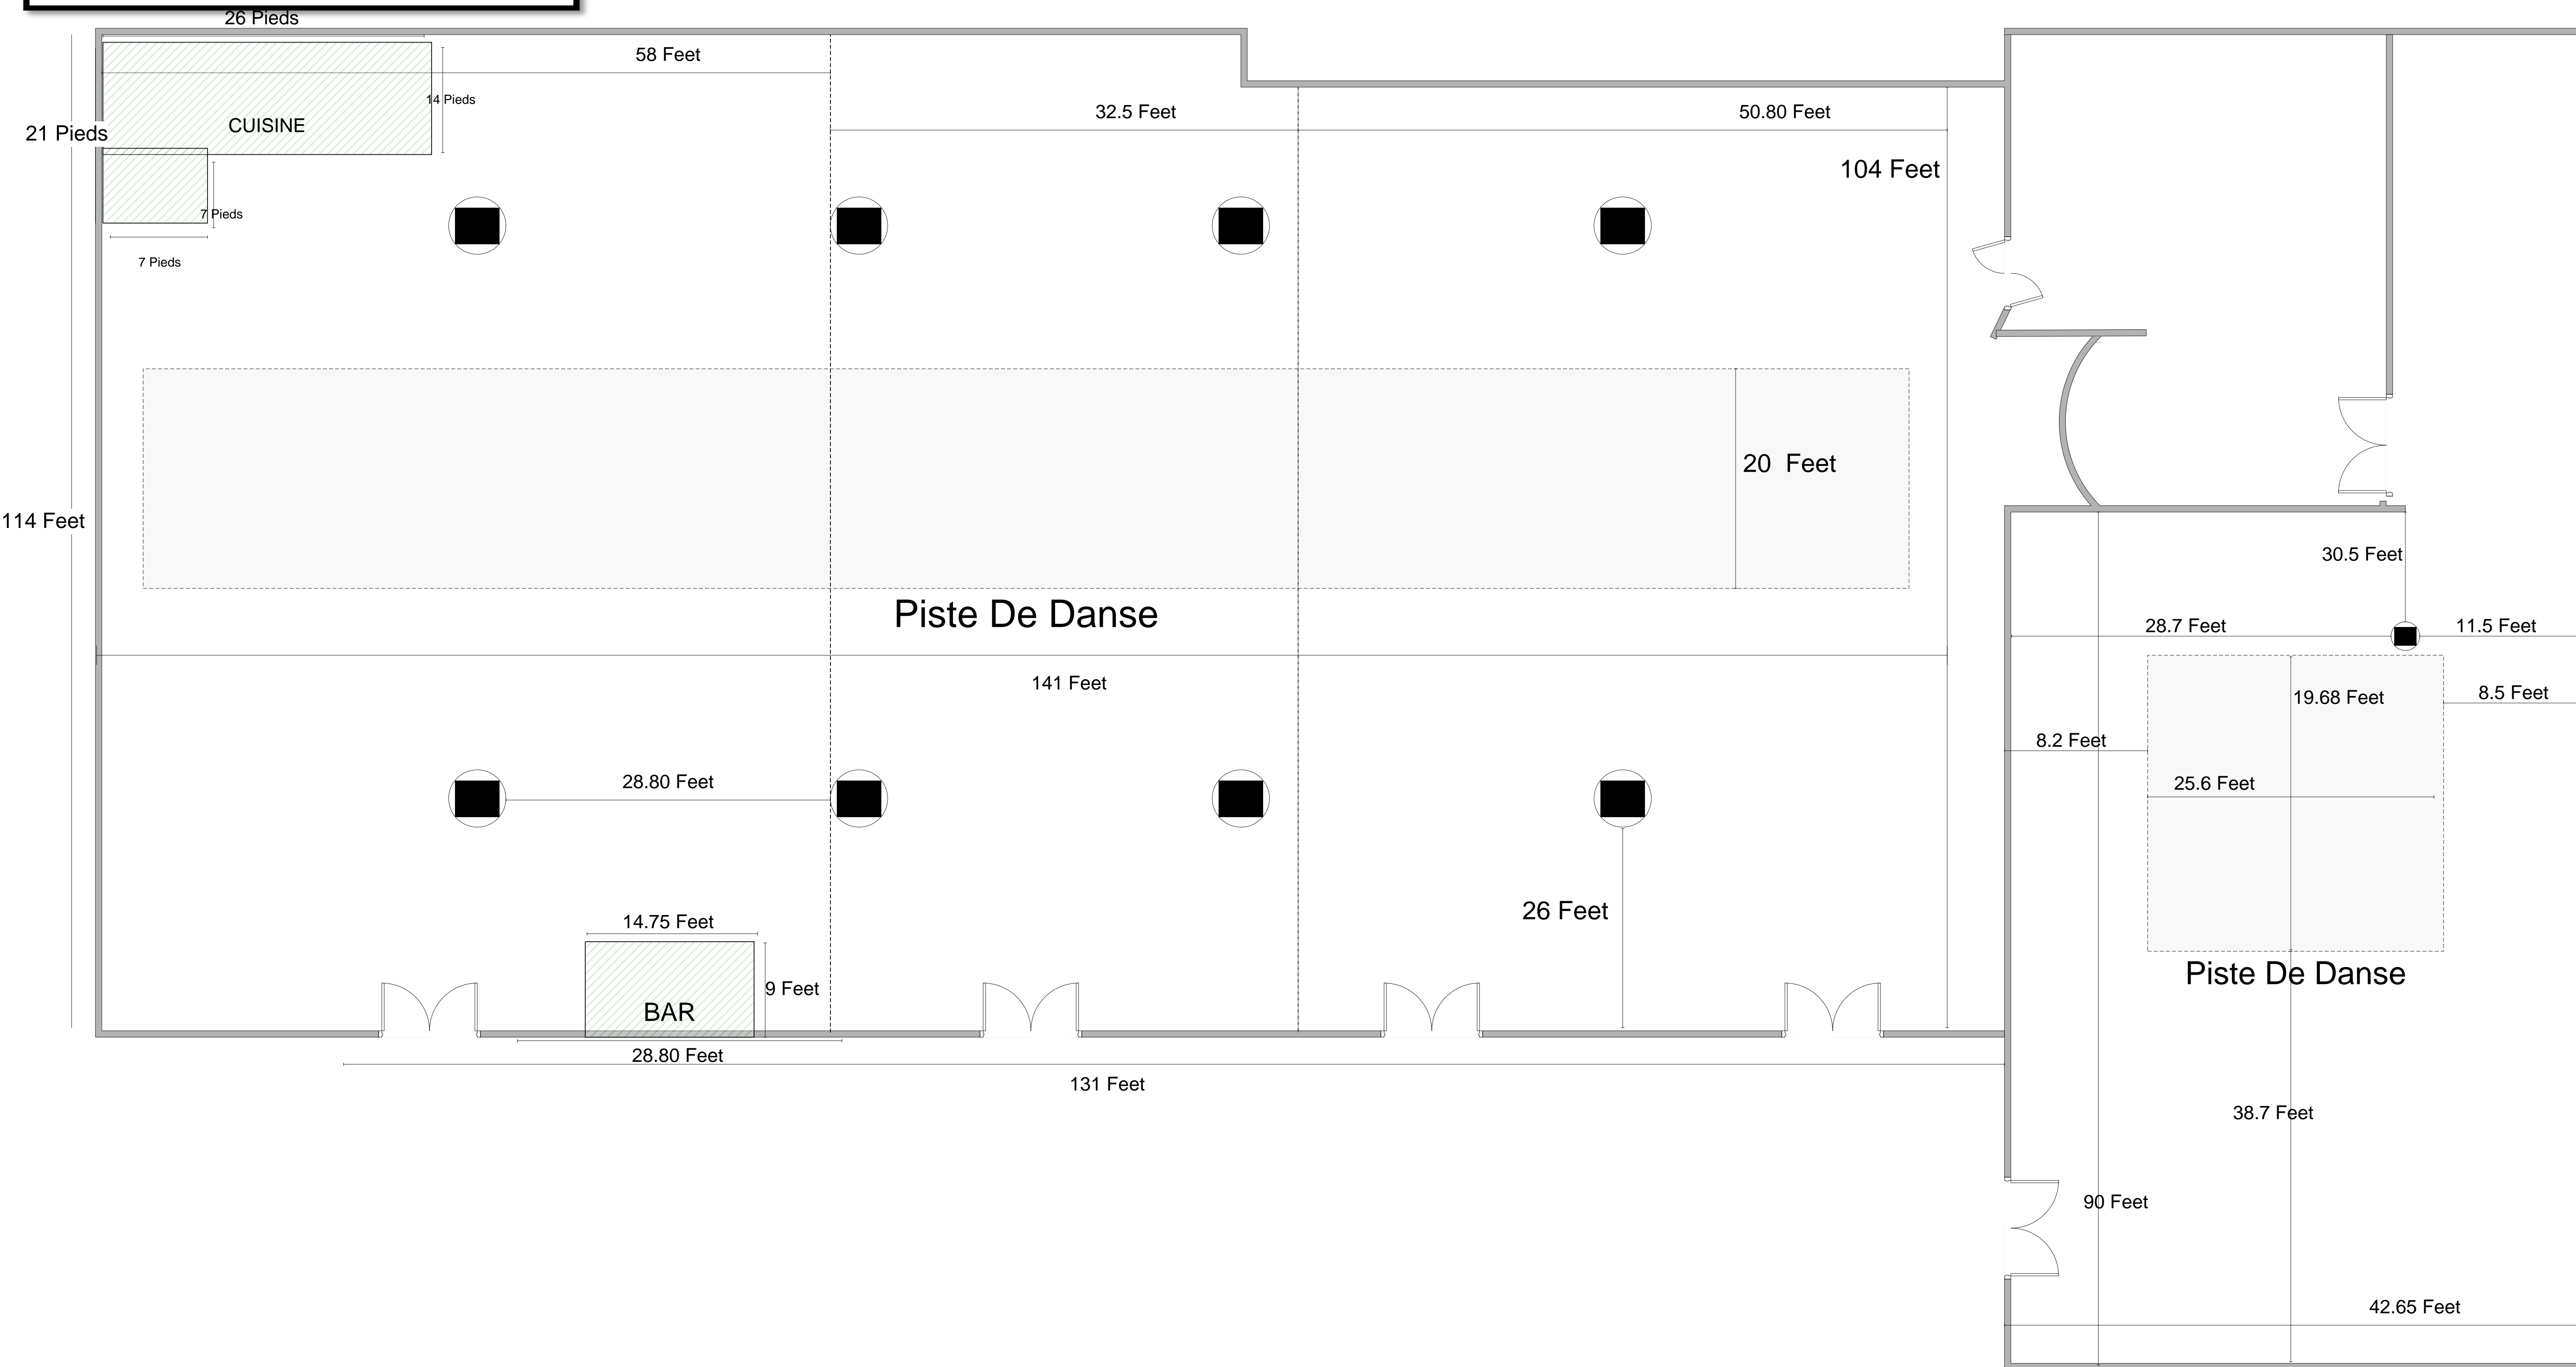 26 Pieds
58 Feet
14 Pieds
32.5 Feet
50.80 Feet
CUISINE
21 Pieds
104 Feet
7 Pieds
7 Pieds
20  Feet
114 Feet
30.5 Feet
Piste De Danse
28.7 Feet
11.5 Feet
141 Feet
19.68 Feet
8.5 Feet
8.2 Feet
28.80 Feet
25.6 Feet
14.75 Feet
26 Feet
Piste De Danse
9 Feet
BAR
28.80 Feet
131 Feet
38.7 Feet
90 Feet
42.65 Feet